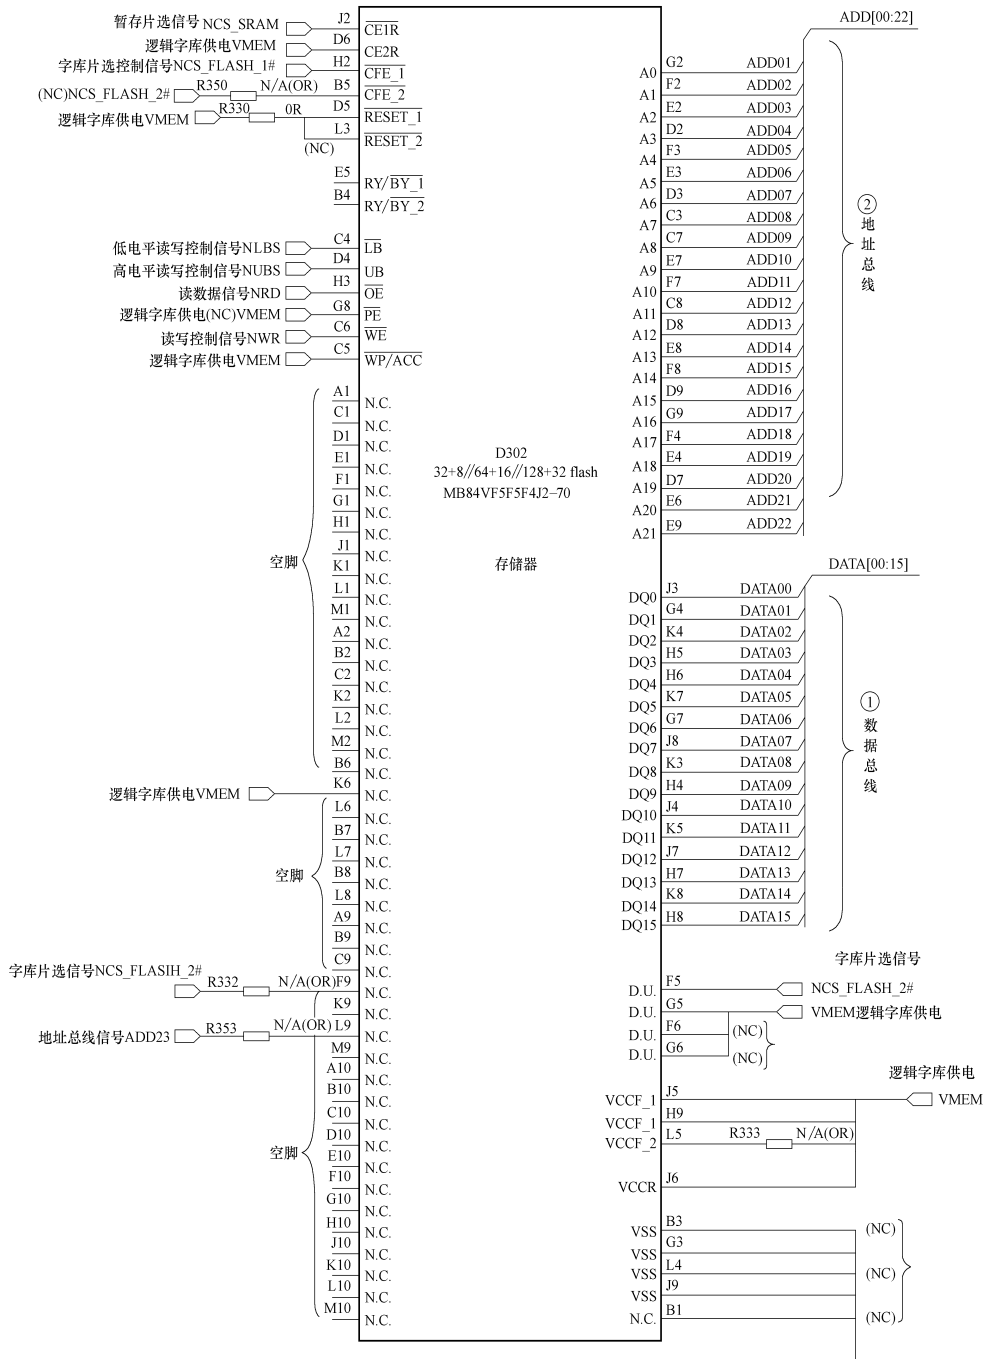 暂存片选信号NCS_SRAM J2 CE1R
逻辑字库供电VMEM D6 CE2R
字库片选控制信号NCS_FLASH_1# H2 CFE_1
(NC)NCS_FLASH_2# R350 N/A(OR) B5 CFE_2
逻辑字库供电VMEM R330 0R D5 RESET_1
(NC) L3 RESET_2
E5 RY/BY_1
B4 RY/BY_2
低电平读写控制信号NLBS C4 LB
高电平读写控制信号NUBS D4 UB
读数据信号NRD H3 OE
逻辑字库供电(NC)VMEM G8 PE
读写控制信号NWR C6 WE
逻辑字库供电VMEM C5 WP/ACC
空脚
A1 N.C.
C1 N.C.
D1 N.C.
E1 N.C.
F1 N.C.
G1 N.C.
H1 N.C.
J1 N.C.
K1 N.C.
L1 N.C.
M1 N.C.
A2 N.C.
B2 N.C.
C2 N.C.
K2 N.C.
L2 N.C.
M2 N.C.
B6 N.C.
逻辑字库供电VMEM K6 N.C.
空脚
L6 N.C.
B7 N.C.
L7 N.C.
B8 N.C.
L8 N.C.
A9 N.C.
B9 N.C.
C9 N.C.
字库片选信号NCS_FLASIH_2#
R332 N/A(OR) F9 N.C.
K9 N.C.
地址总线信号ADD23 R353 N/A(OR) L9 N.C.
空脚
M9 N.C.
A10 N.C.
B10 N.C.
C10 N.C.
D10 N.C.
E10 N.C.
F10 N.C.
G10 N.C.
H10 N.C.
J10 N.C.
K10 N.C.
L10 N.C.
M10 N.C.
D302
32+8//64+16//128+32 flash
MB84VF5F5F4J2-70
存储器
ADD[00:22]
A0 G2 ADD01
A1 F2 ADD02
A2 E2 ADD03
A3 D2 ADD04
A4 F3 ADD05
A5 E3 ADD06
A6 D3 ADD07
A7 C3 ADD08
A8 C7 ADD09
A9 E7 ADD10
A10 F7 ADD11
A11 C8 ADD12
A12 D8 ADD13
A13 E8 ADD14
A14 F8 ADD15
A15 D9 ADD16
A16 G9 ADD17
A17 F4 ADD18
A18 E4 ADD19
A19 D7 ADD20
A20 E6 ADD21
A21 E9 ADD22
②地址总线
DATA[00:15]
DQ0 J3 DATA00
DQ1 G4 DATA01
DQ2 K4 DATA02
DQ3 H5 DATA03
DQ4 H6 DATA04
DQ5 K7 DATA05
DQ6 G7 DATA06
DQ7 J8 DATA07
DQ8 K3 DATA08
DQ9 H4 DATA09
DQ10 J4 DATA10
DQ11 K5 DATA11
DQ12 J7 DATA12
DQ13 H7 DATA13
DQ14 K8 DATA14
DQ15 H8 DATA15
①数据总线
字库片选信号
D.U. F5 NCS_FLASH_2#
D.U. G5 VMEM逻辑字库供电
D.U. F6 (NC)
D.U. G6 (NC)
逻辑字库供电
VCCF_1 J5 VMEM
VCCF_1 H9
VCCF_2 L5 R333 N/A(OR)
VCCR J6
VSS B3 (NC)
VSS G3
VSS L4 (NC)
VSS J9
N.C. B1 (NC)